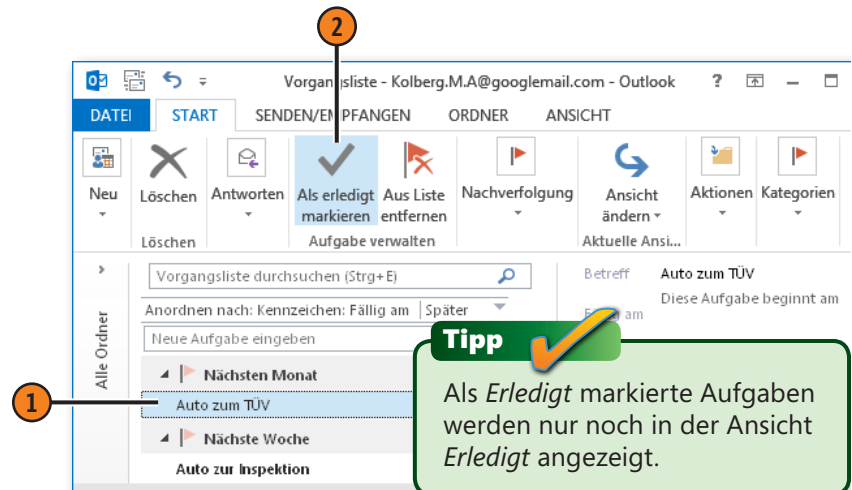 2
Vorgangsliste - Kolberg.M.A@googlemail.com - Outlook ?
DATEI START SENDEN/EMPFANGEN ORDNER ANSICHT
Neu Löschen Antworten Als erledigt markieren Aus Liste entfernen Nachverfolgung Ansicht ändern Aktionen Kategorien
Löschen Aufgabe verwalten Aktuelle Ansi...
Vorgangsliste durchsuchen (Strg+E)
Betreff Auto zum TÜV
Diese Aufgabe beginnt am
Anordnen nach: Kennzeichen: Fällig am Später
am
Neue Aufgabe eingeben
Alle Ordner
Nächsten Monat
1
Auto zum TÜV
Nächste Woche
Auto zur Inspektion
Tipp
Als Erledigt markierte Aufgaben
werden nur noch in der Ansicht
Erledigt angezeigt.